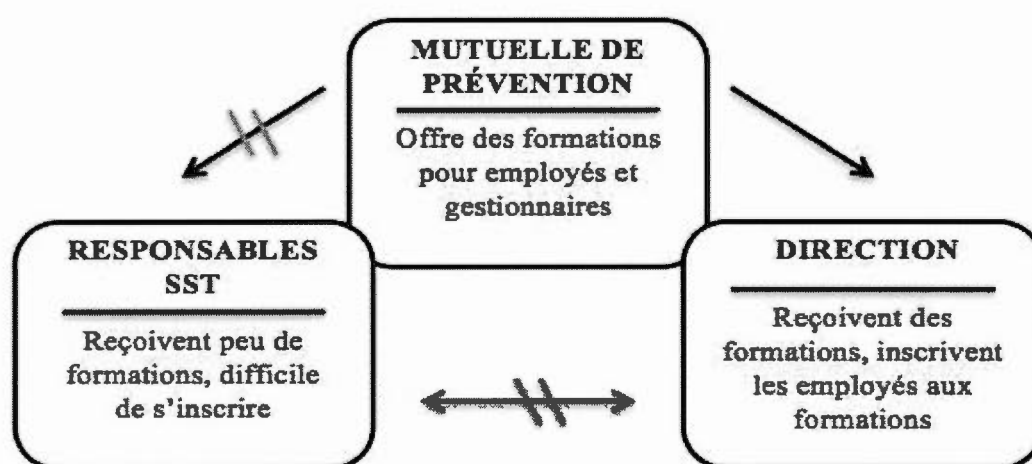 MUTUELLE DE
PRÉVENTION
Offre des formations
pour employés et
gestionnaires
RESPONSABLES
SST
Reçoivent peu de
formations, difficile
de s'inscrire
DIRECTION
Reçoivent des
formations, inscrivent
les employés aux
formations